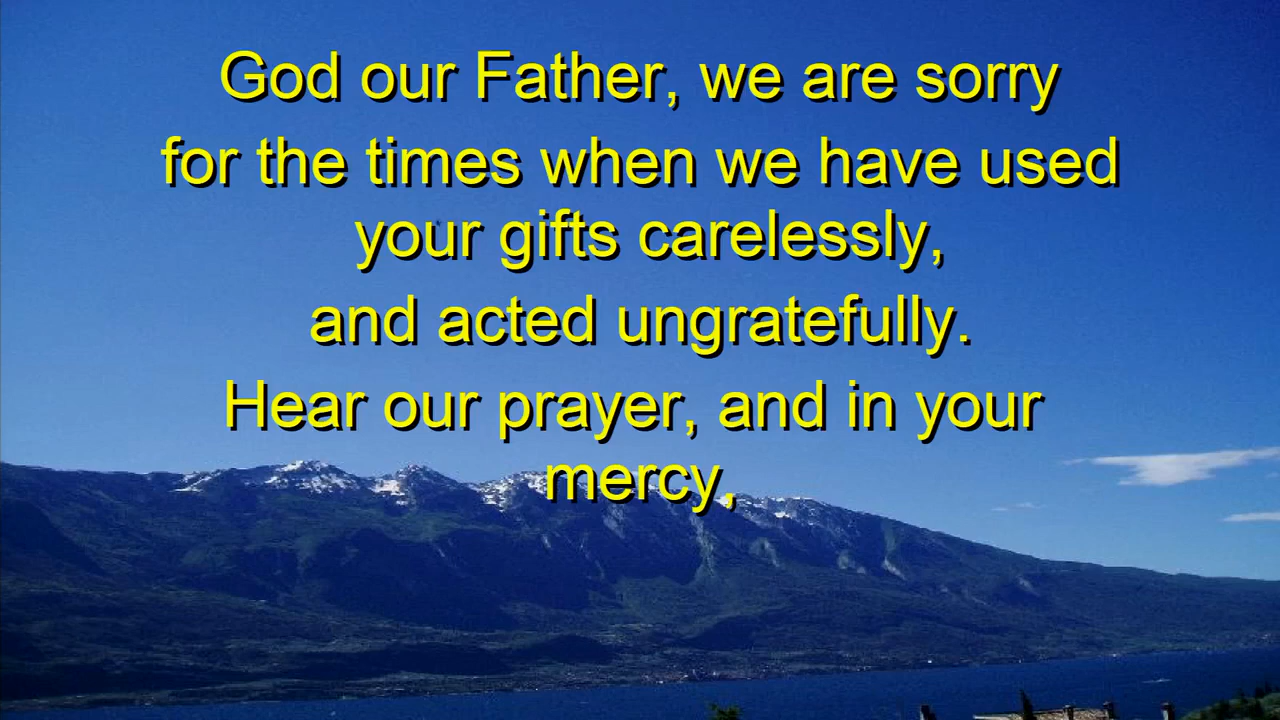 God our Father, we are sorry
for the times when we have used
your gifts carelessly,
and acted ungratefully.
Hear our prayer, and in your
mercy,